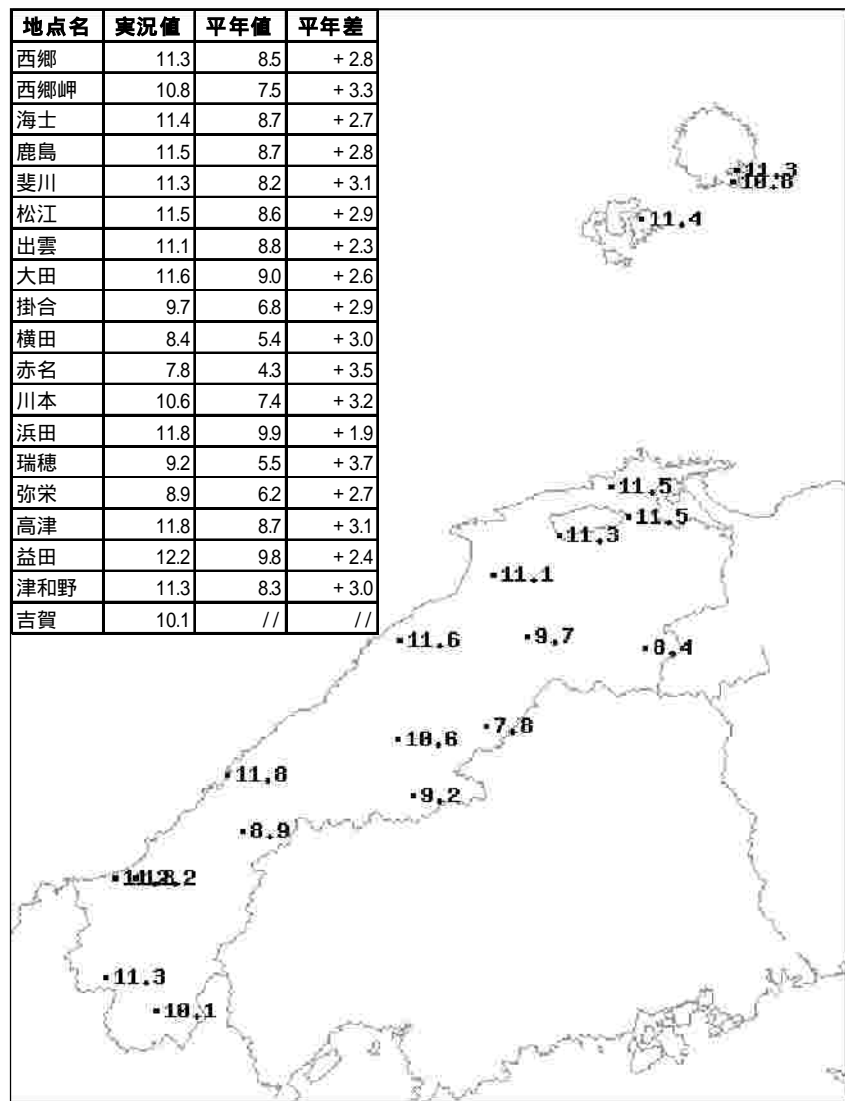 地点名 実況値 平年値 平年差
西郷 11.3 8.5 +2.8
西郷岬 10.8 7.5 +3.3
海士 11.4 8.7 +2.7
鹿島 11.5 8.7 +2.8
斐川 11.3 8.2 +3.1
松江 11.5 8.6 +2.9
出雲 11.1 8.8 +2.3
大田 11.6 9.0 +2.6
掛合 9.7 6.8 +2.9
横田 8.4 5.4 +3.0
赤名 7.8 4.3 +3.5
川本 10.6 7.4 +3.2
浜田 11.8 9.9 +1.9
瑞穂 9.2 5.5 +3.7
弥栄 8.9 6.2 +2.7
高津 11.8 8.7 +3.1
益田 12.2 9.8 +2.4
津和野 11.3 8.3 +3.0
吉賀 10.1 // //
11.3
10.8
11.4
11.5
11.5
11.3
11.1
11.6
9.7
8.4
7.8
10.6
11.8
9.2
8.9
11.3
10.1